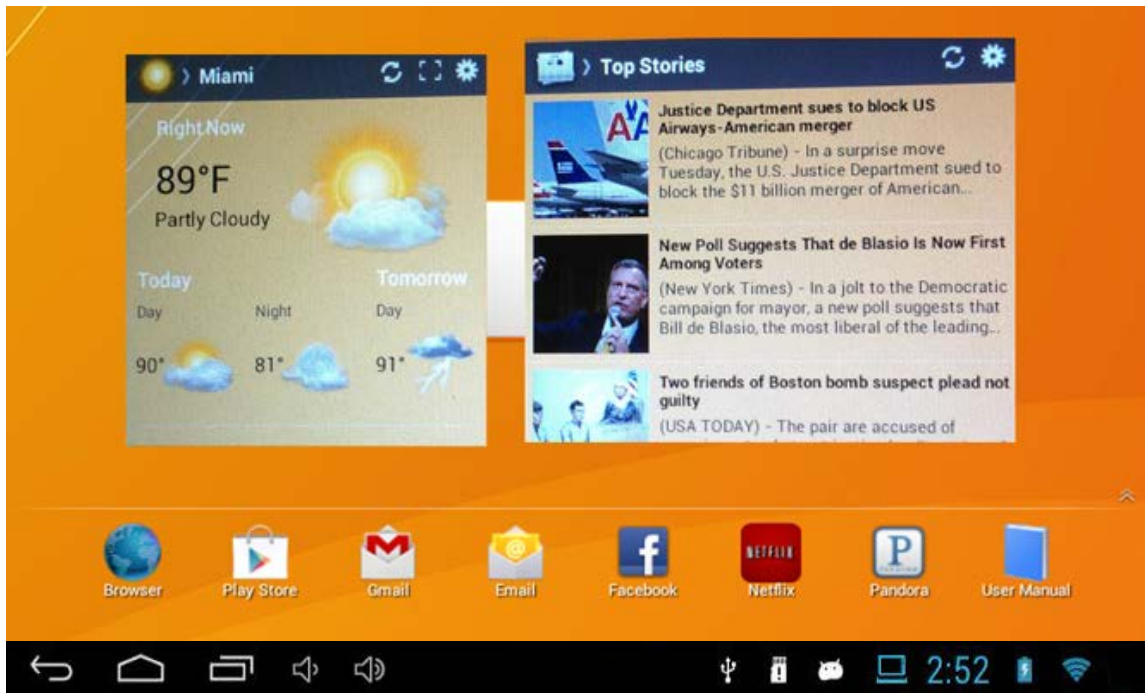 Miami
Right Now
89°F
Partly Cloudy
Today
Tomorrow
Day
Night
Day
90°
81°
91°
Top Stories
Justice Department sues to block US
Airways-American merger
(Chicago Tribune) - In a surprise move
Tuesday, the U.S. Justice Department sued to
block the $11 billion merger of American...
AA
New Poll Suggests That de Blasio Is Now First
Among Voters
(New York Times) - In a jolt to the Democratic
campaign for mayor, a new poll suggests that
Bill de Blasio, the most liberal of the leading...
Two friends of Boston bomb suspect plead not
guilty
(USA TODAY) - The pair are accused of
Browser
Play Store
Gmail
Email
Facebook
NETFLIX
Netflix
P
Pandora
User Manual
2:52